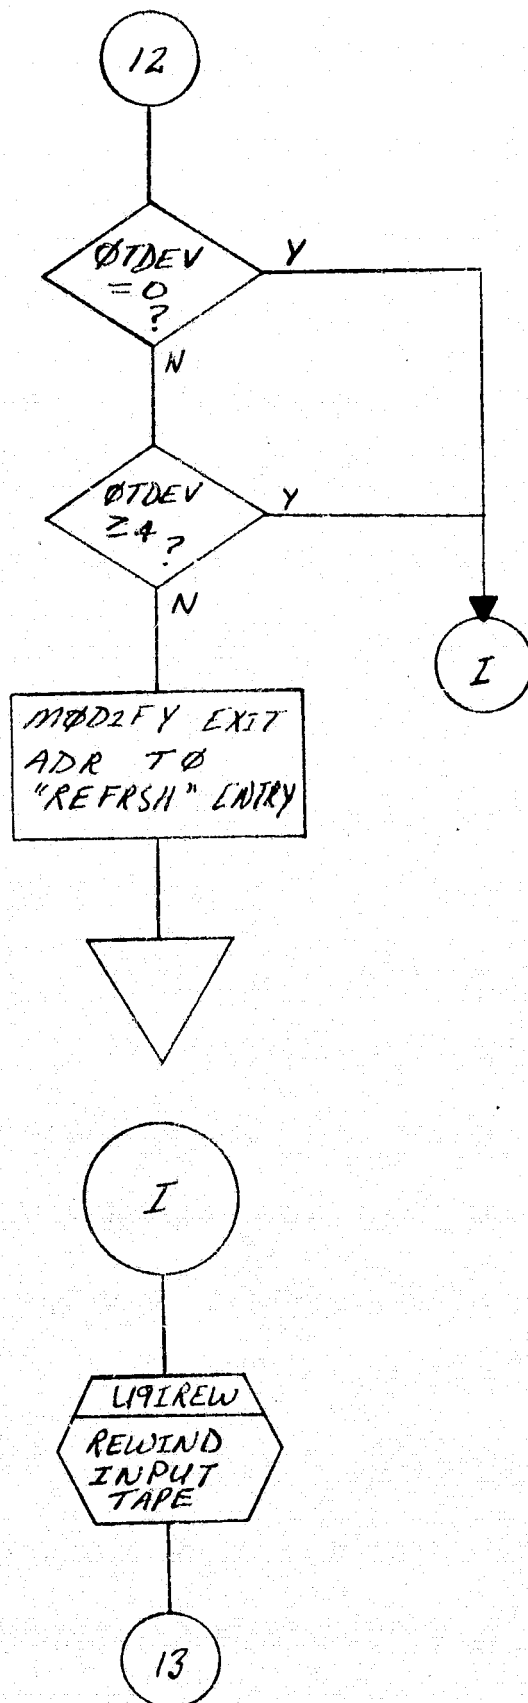 12
ØTDEV
=0
?
Y
N
ØTDEV
≥4
?
Y
N
I
MØDIFY EXIT
ADR TØ
"REFRSH" ENTRY
I
U9IREW
REWIND
INPUT
TAPE
13